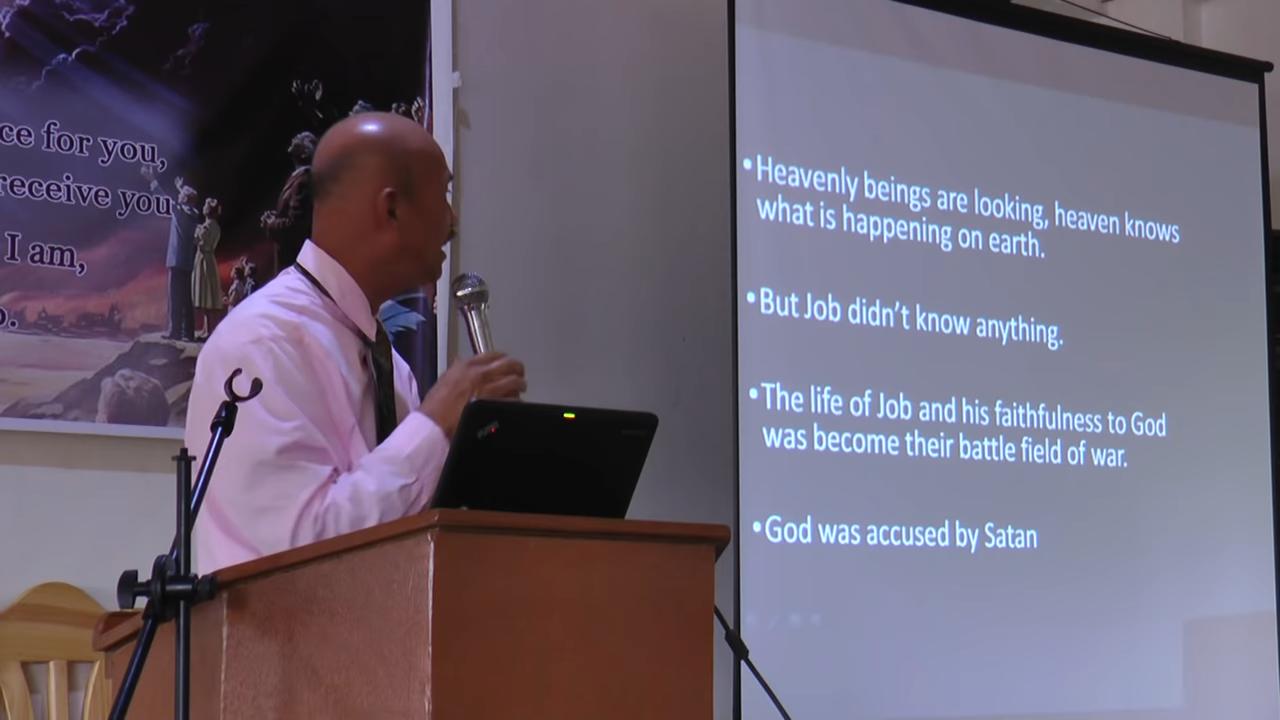 ce for you,
receive you
I am,
o.
• Heavenly beings are looking, heaven knows
what is happening on earth.
• But Job didn't know anything.
• The life of Job and his faithfulness to God
was become their battle field of war.
• God was accused by Satan